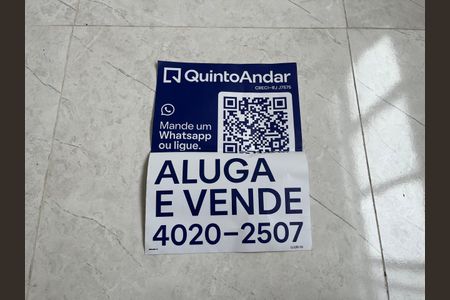 QuintoAndar
CRECI-RJ J7575
Mande um
Whatsapp
ou ligue.
ALUGA
E VENDE
4020-2507